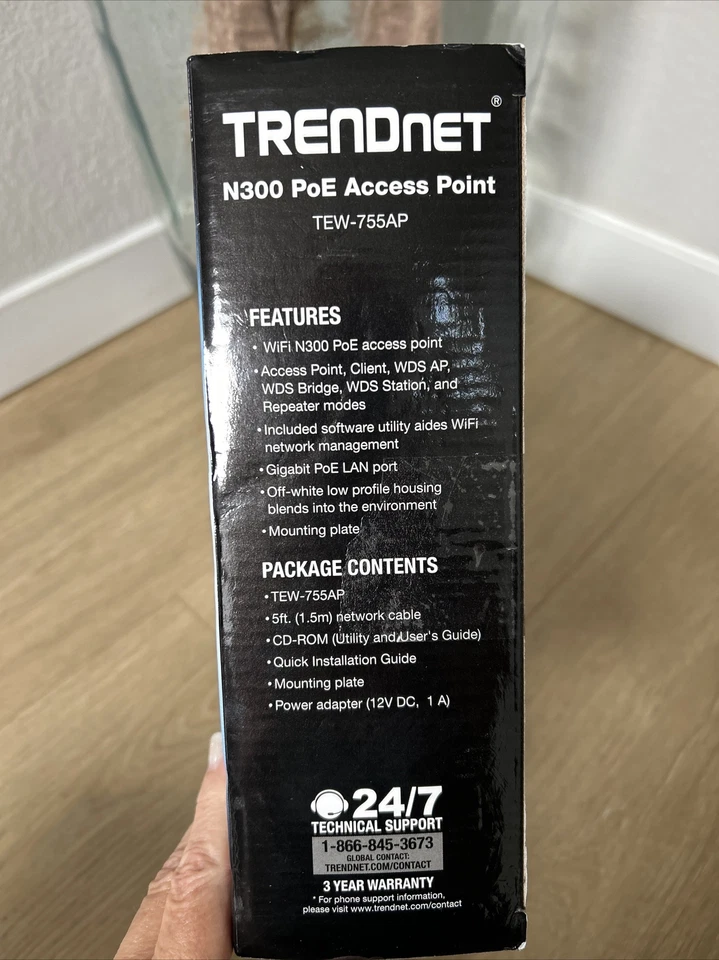 TRENDNET®
N300 PoE Access Point
TEW-755AP
FEATURES
• WiFi N300 PoE access point
• Access Point, Client, WDS AP,
WDS Bridge, WDS Station, and
Repeater modes
• Included software utility aides WiFi
network management
• Gigabit PoE LAN port
• Off-white low profile housing
blends into the environment
• Mounting plate
PACKAGE CONTENTS
• TEW-755AP
• 5ft. (1.5m) network cable
• CD-ROM (Utility and User's Guide)
• Quick Installation Guide
• Mounting plate
• Power adapter (12V DC, 1 A)
24/7
TECHNICAL SUPPORT
1-866-845-3673
GLOBAL CONTACT:
TRENDNET.COM/CONTACT
3 YEAR WARRANTY
* For phone support information,
please visit www.trendnet.com/contact